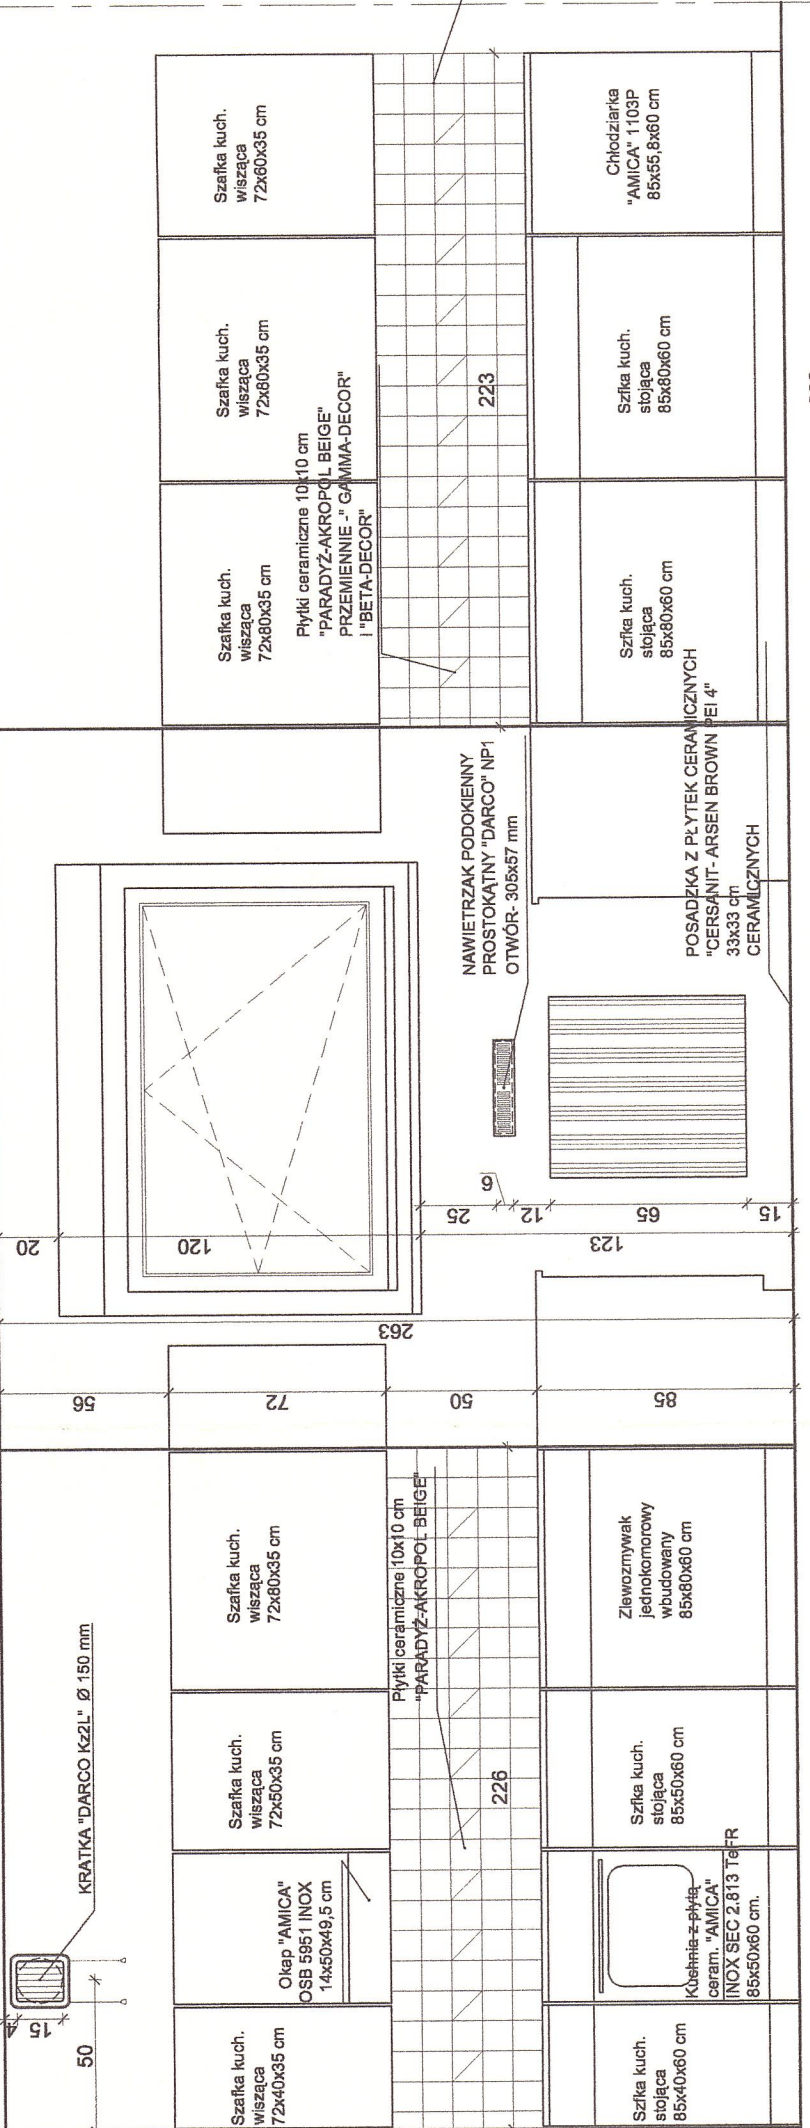 KRATKA "DARCO Kz2L" Ø 150 mm
4
15
50
Szafka kuch.
wisząca
72x40x35 cm
Okap "AMICA"
OSB 5951 INOX
14x50x49,5 cm
Szafka kuch.
wisząca
72x50x35 cm
Szafka kuch.
wisząca
72x80x35 cm
Płytki ceramiczne 10x10 cm
"PARADYŻ-AKROPOL BEIGE"
226
Szfka kuch.
stojąca
85x40x60 cm
Kuchnia z płytą
ceram. "AMICA"
INOX SEC 2.813 TeFR
85x50x60 cm.
Szfka kuch.
stojąca
85x50x60 cm
Zlewozmywak
jednokomorowy
wbudowany
85x80x60 cm
56
72
50
85
263
20
120
123
25
6
12
65
15
NAWIETRZAK PODOKIENNY
PROSTOKĄTNY "DARCO" NP1
OTWÓR- 305x57 mm
POSADZKA Z PŁYTEK CERAMICZNYCH
"CERSANIT- ARSEN BROWN PEI 4"
33x33 cm
CERAMICZNYCH
Szafka kuch.
wisząca
72x80x35 cm
Szafka kuch.
wisząca
72x80x35 cm
Szafka kuch.
wisząca
72x60x35 cm
Płytki ceramiczne 10x10 cm
"PARADYŻ-AKROPOL BEIGE"
PRZEMIENNIE -" GAMMA-DECOR"
I "BETA-DECOR"
223
Szfka kuch.
stojąca
85x80x60 cm
Szfka kuch.
stojąca
85x80x60 cm
Chłodziarka
"AMICA" 1103P
85x55,8x60 cm